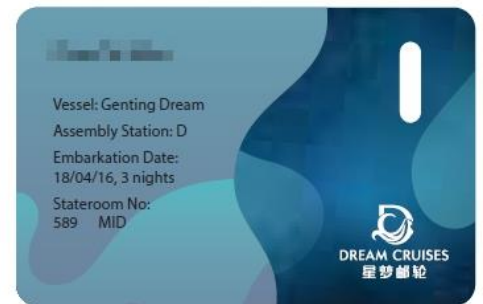 Vessel: Genting Dream
Assembly Station: D
Embarkation Date:
18/04/16, 3 nights
Stateroom No:
589 MID
DREAM CRUISES
星梦邮轮